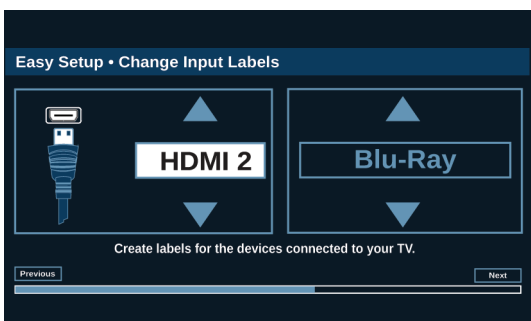 Easy Setup • Change Input Labels
HDMI 2
Blu-Ray
Create labels for the devices connected to your TV.
Previous
Next